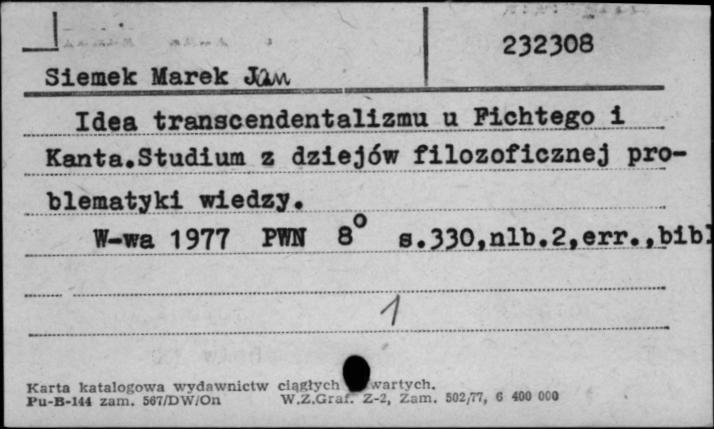 232308
Siemek Marek Jan
Idea transcendentalizmu u Fichtego i
Kanta.Studium z dziejów filozoficznej pro-
blematyki wiedzy.
W-wa 1977 PWN 8° s.330,nlb.2,err.,bibl
1
Karta katalogowa wydawnictw ciągłych wartych.
Pu-B-144 zam. 567/DW/On W.Z.Graf. Z-2, Zam. 502/77, 6 400 000